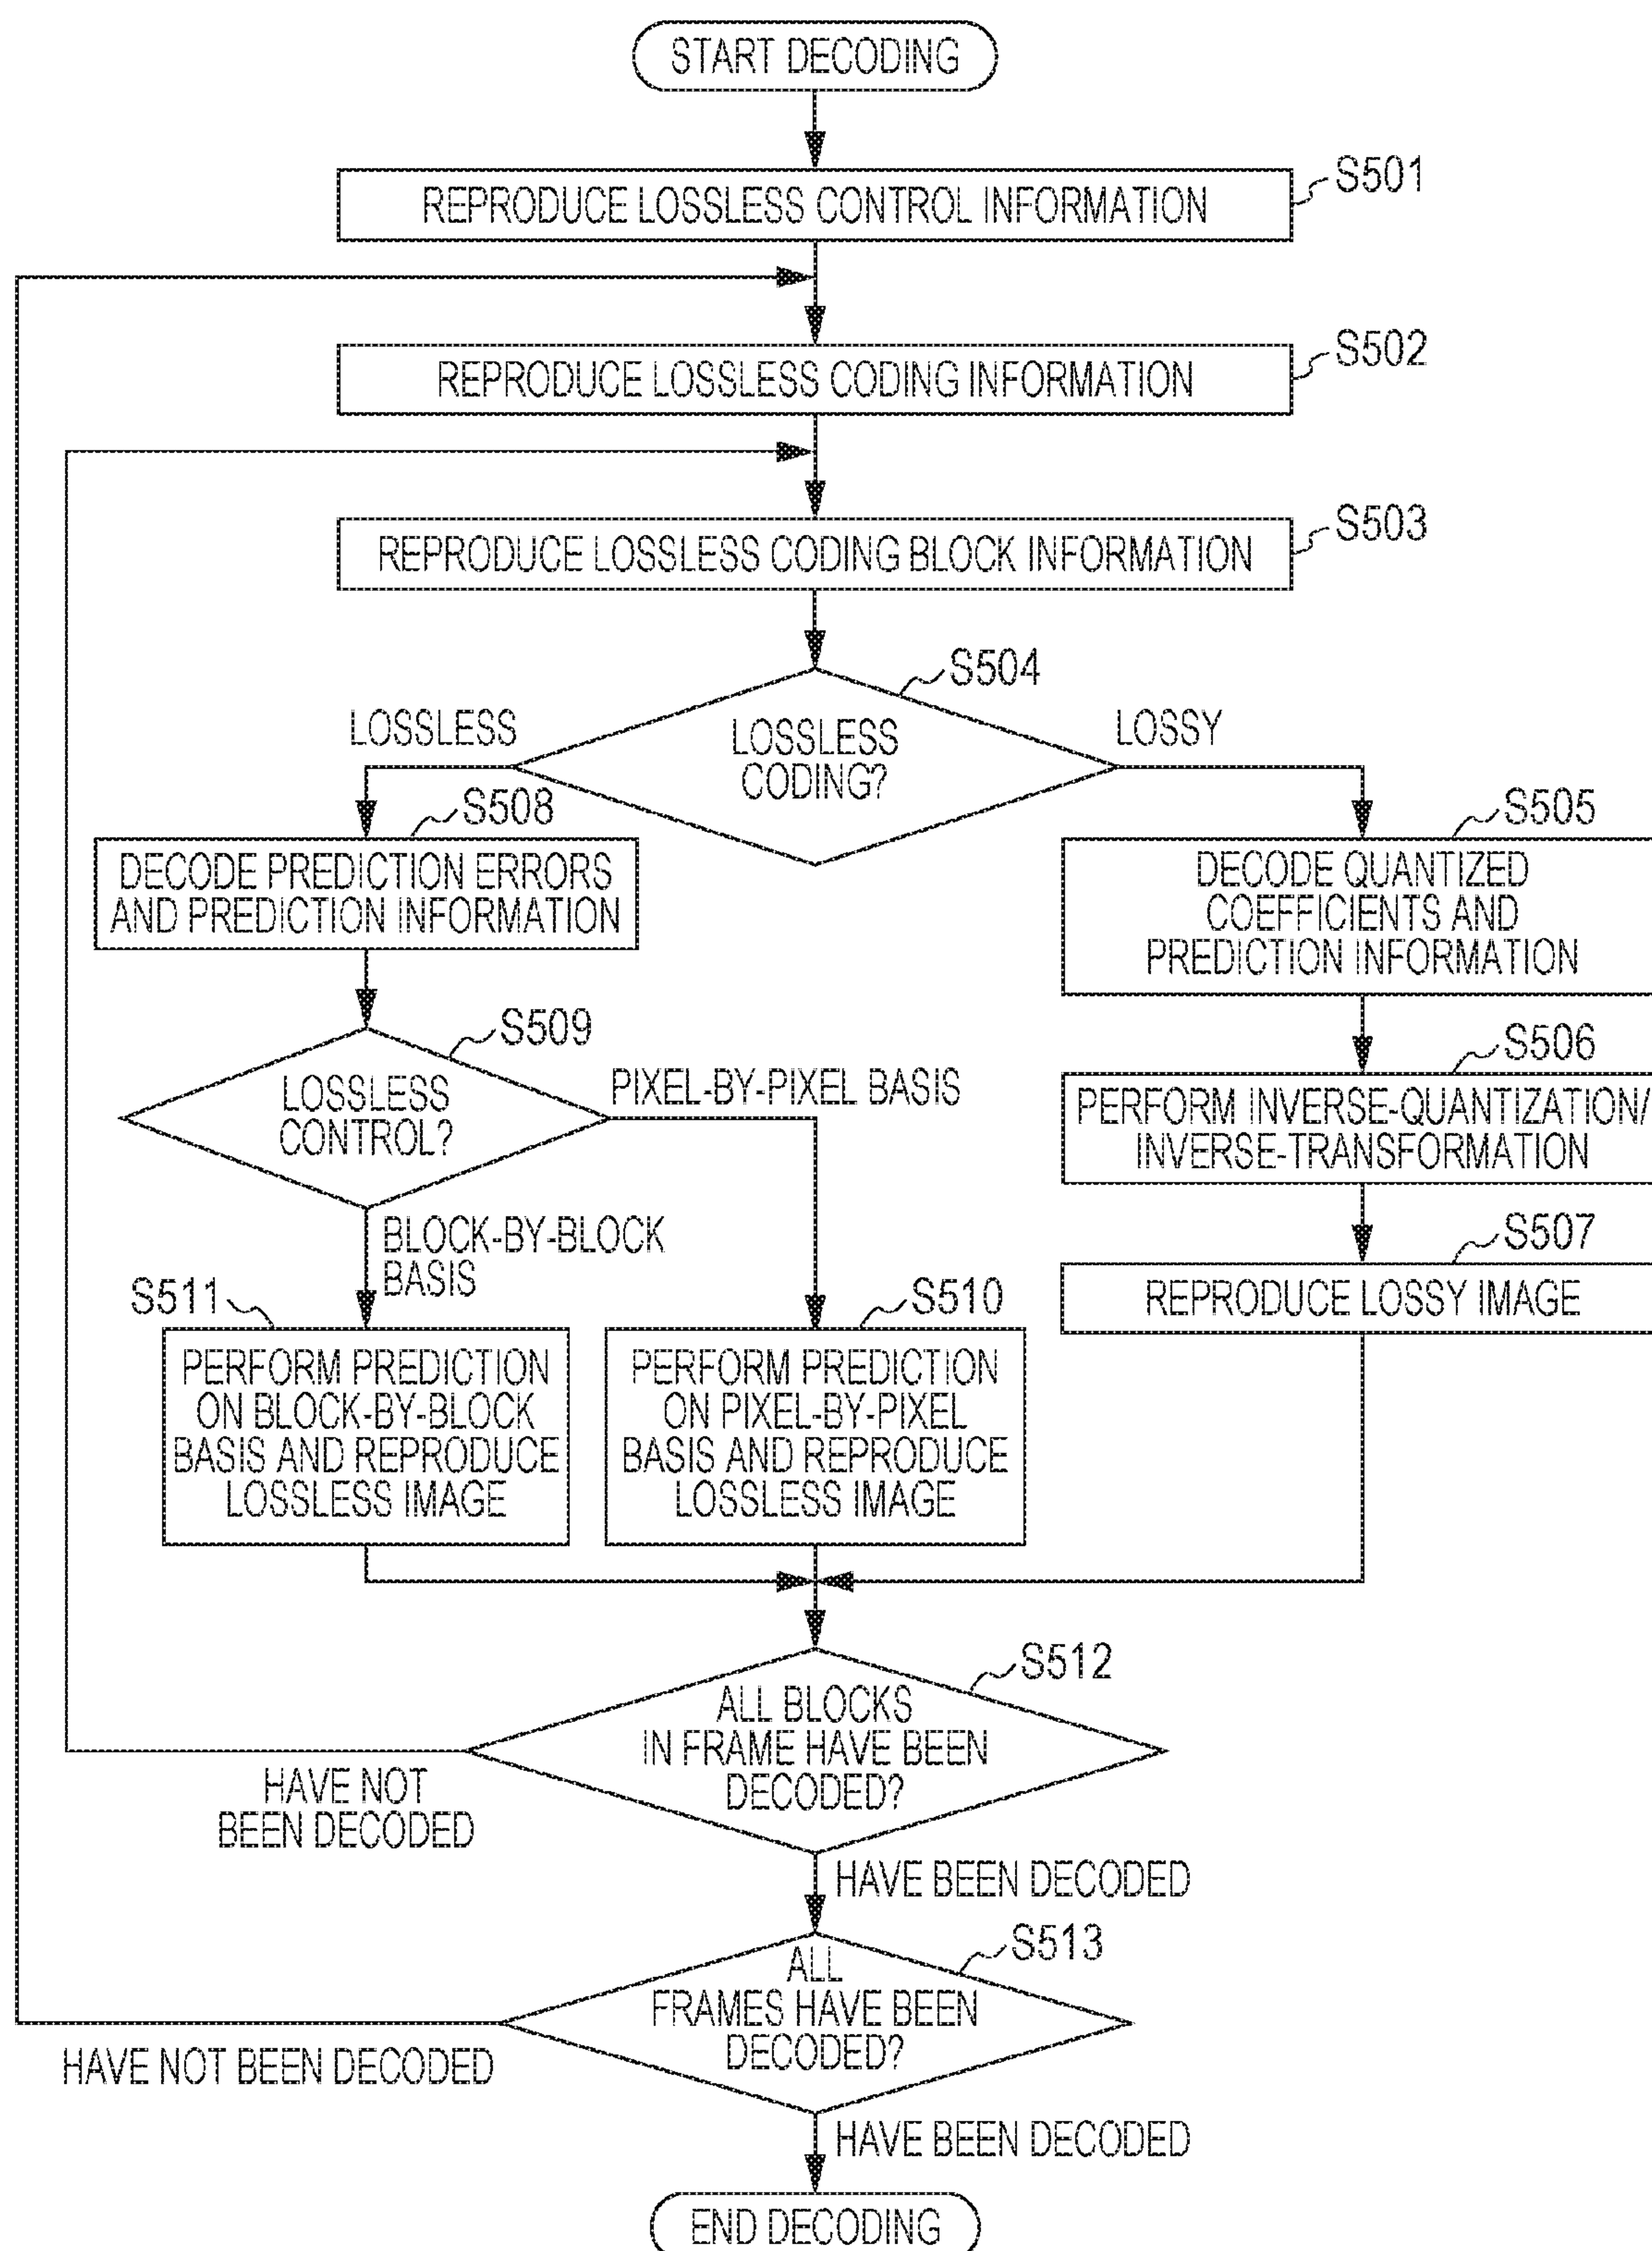 START DECODING
S501
REPRODUCE LOSSLESS CONTROL INFORMATION
S502
REPRODUCE LOSSLESS CODING INFORMATION
S503
REPRODUCE LOSSLESS CODING BLOCK INFORMATION
S504
LOSSLESS
LOSSLESS
CODING?
LOSSY
S508
DECODE PREDICTION ERRORS
AND PREDICTION INFORMATION
S505
DECODE QUANTIZED
COEFFICIENTS AND
PREDICTION INFORMATION
S509
LOSSLESS
CONTROL?
PIXEL-BY-PIXEL BASIS
S506
PERFORM INVERSE-QUANTIZATION/
INVERSE-TRANSFORMATION
BLOCK-BY-BLOCK
BASIS
S507
REPRODUCE LOSSY IMAGE
S511
PERFORM PREDICTION
ON BLOCK-BY-BLOCK
BASIS AND REPRODUCE
LOSSLESS IMAGE
S510
PERFORM PREDICTION
ON PIXEL-BY-PIXEL
BASIS AND REPRODUCE
LOSSLESS IMAGE
S512
ALL BLOCKS
IN FRAME HAVE BEEN
DECODED?
HAVE NOT
BEEN DECODED
HAVE BEEN DECODED
S513
ALL
FRAMES HAVE BEEN
DECODED?
HAVE NOT BEEN DECODED
HAVE BEEN DECODED
END DECODING